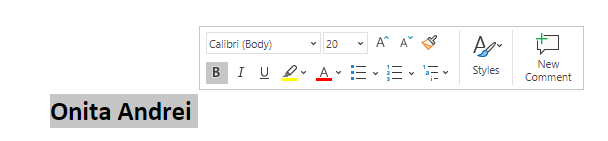 Calibri (Body) 20 A A
B I U A Styles New
Comment
Onita Andrei